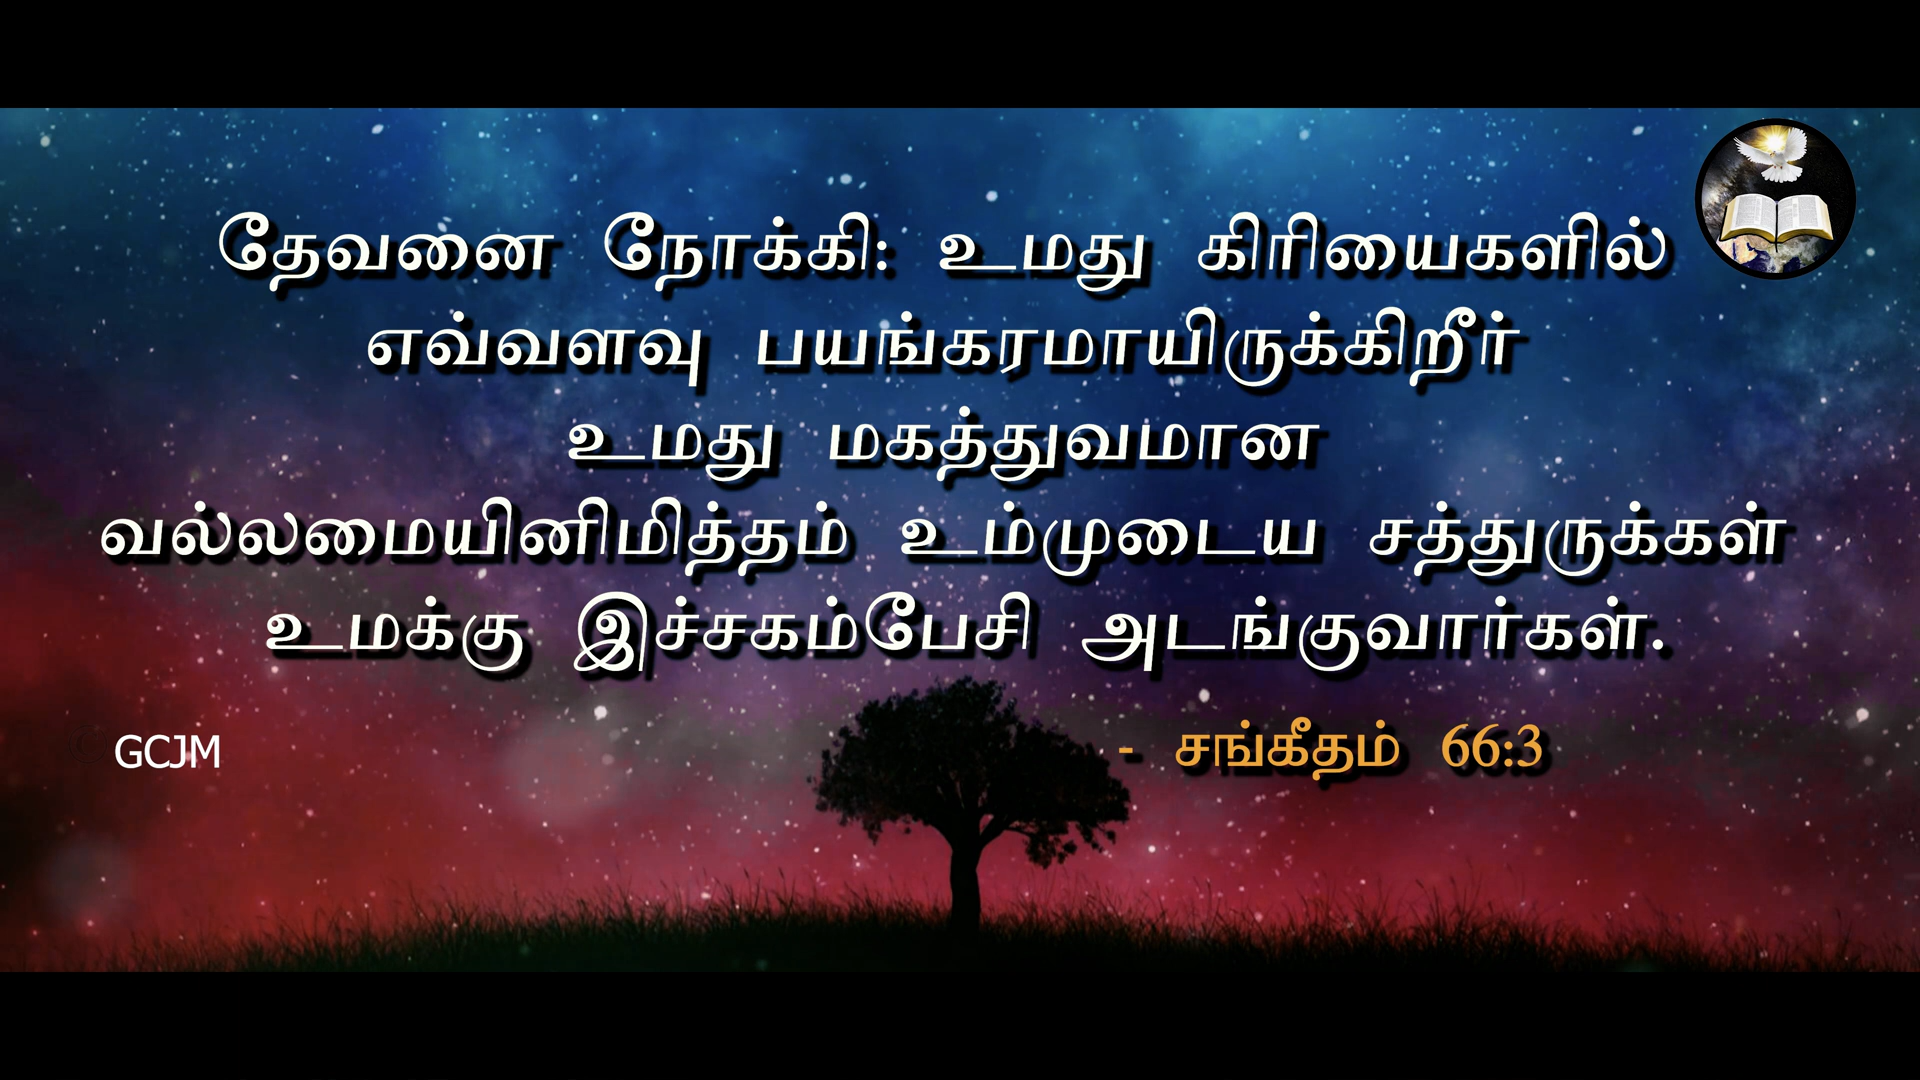 தேவனை நோக்கி: உமது கிரியைகளில்
எவ்வளவு பயங்கரமாயிருக்கிறீர்
உமது மகத்துவமான
வல்லமையினிமித்தம் உம்முடைய சத்துருக்கள்
உமக்கு இச்சகம்பேசி அடங்குவார்கள்.
- சங்கீதம் 66:3
© GCJM